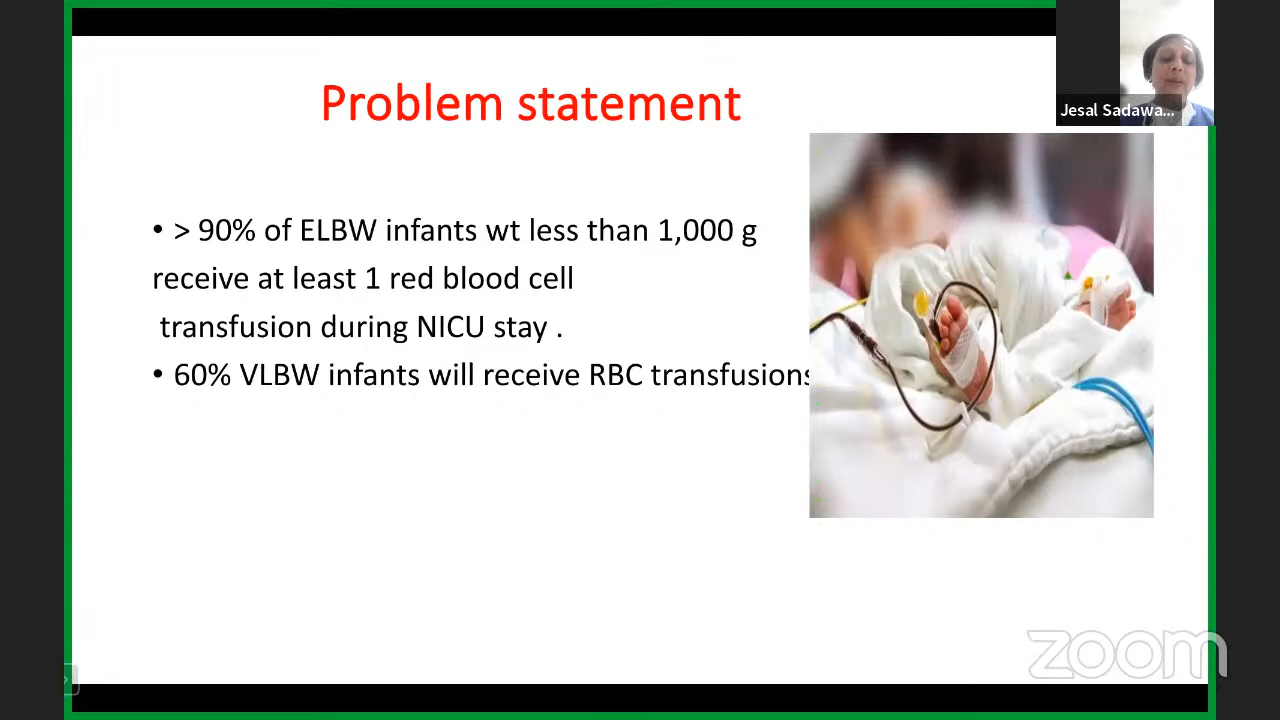 Problem statement
Jesal Sadawa...
• > 90% of ELBW infants wt less than 1,000 g
receive at least 1 red blood cell
transfusion during NICU stay .
• 60% VLBW infants will receive RBC transfusions
zoom